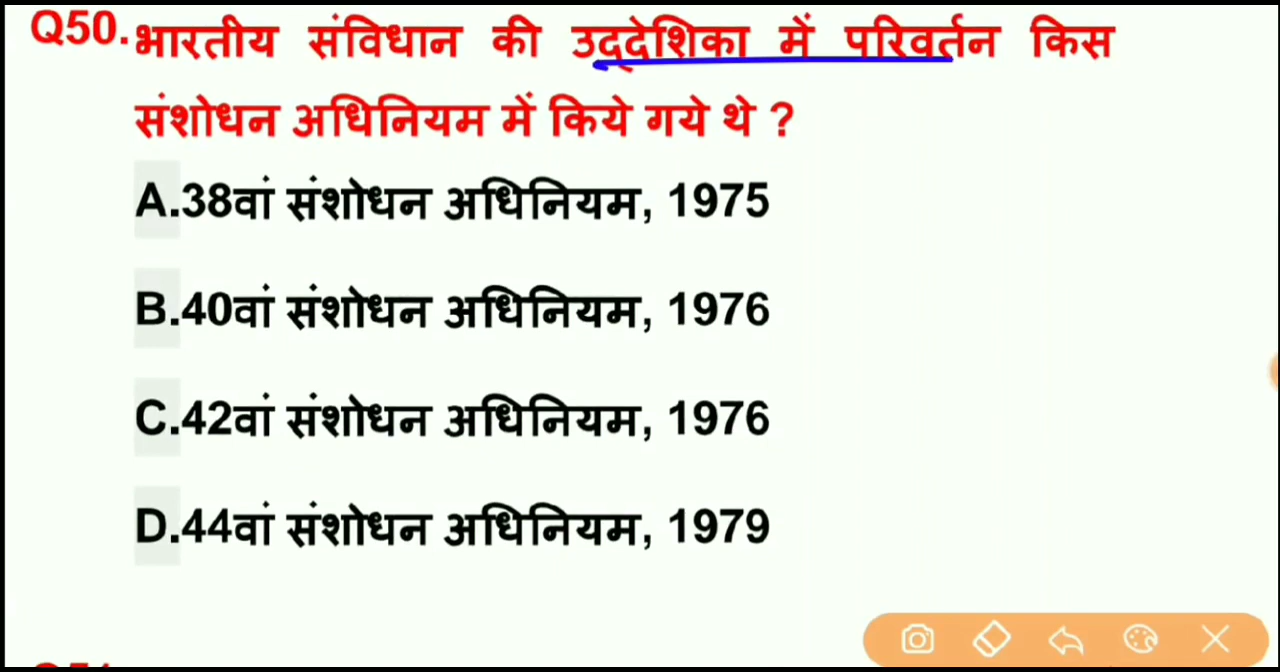 Q50. भारतीय संविधान की उद्देशिका में परिवर्तन किस
संशोधन अधिनियम में किये गये थे ?
A.38वां संशोधन अधिनियम, 1975
B.40वां संशोधन अधिनियम, 1976
C.42वां संशोधन अधिनियम, 1976
D.44वां संशोधन अधिनियम, 1979